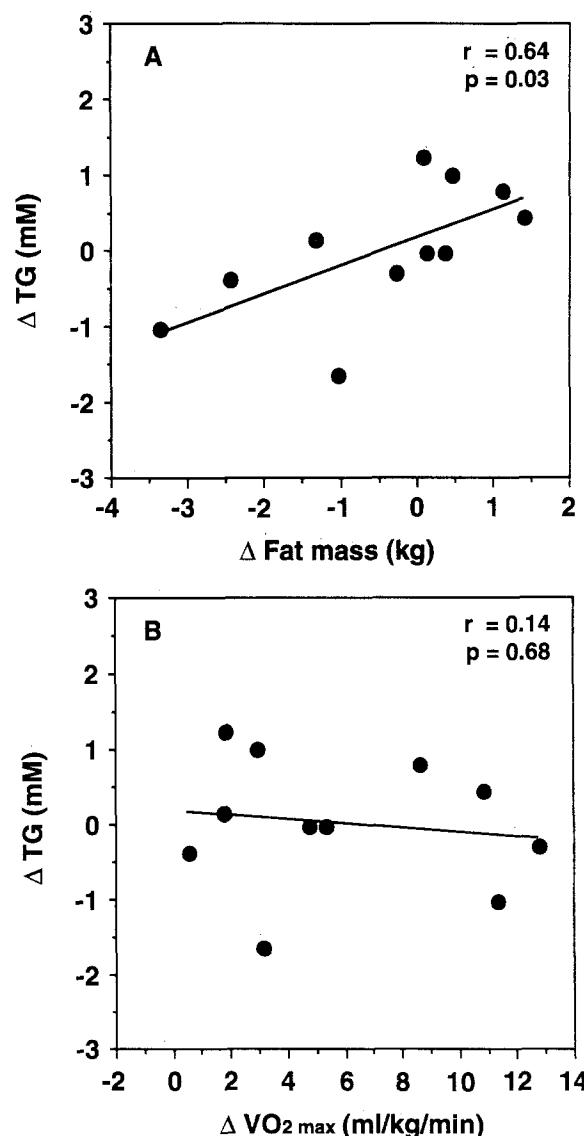 A
r = 0.64
p = 0.03
3
2
1
0
-1
-2
-3
Δ TG (mM)
-4 -3 -2 -1 0 1 2
Δ Fat mass (kg)
B
r = 0.14
p = 0.68
3
2
1
0
-1
-2
-3
Δ TG (mM)
-2 0 2 4 6 8 10 12 14
Δ VO2 max (ml/kg/min)